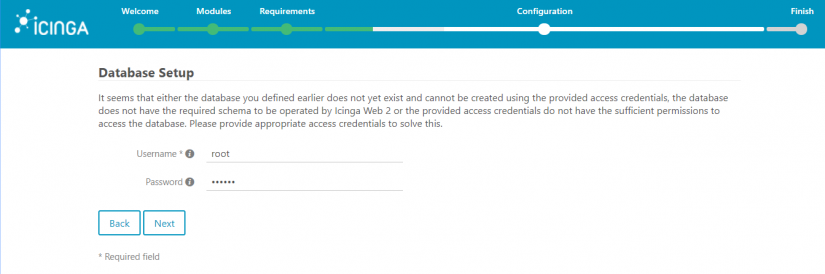 Welcome Modules Requirements Configuration Finish
icinga
Database Setup
It seems that either the database you defined earlier does not yet exist and cannot be created using the provided access credentials, the database
does not have the required schema to be operated by Icinga Web 2 or the provided access credentials do not have the sufficient permissions to
access the database. Please provide appropriate access credentials to solve this.
Username * root
Password ••••••
Back Next
* Required field